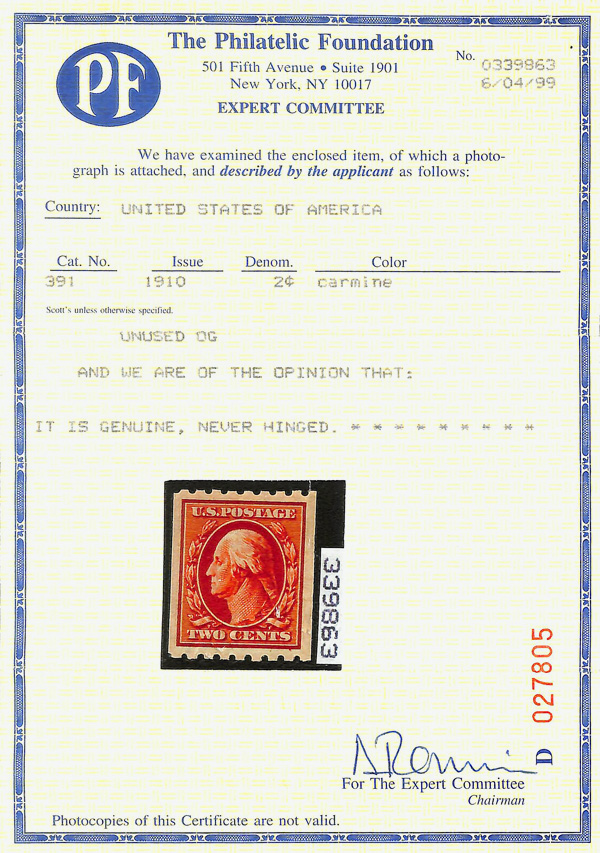 PF
The Philatelic Foundation
501 Fifth Avenue • Suite 1901
New York, NY 10017
EXPERT COMMITTEE
No. 0339863
6/04/99
We have examined the enclosed item, of which a photo-
graph is attached, and described by the applicant as follows:
Country: UNITED STATES OF AMERICA
Cat. No. Issue Denom. Color
391 1910 2¢ carmine
Scott's unless otherwise specified.
UNUSED OG
AND WE ARE OF THE OPINION THAT:
IT IS GENUINE, NEVER HINGED. * * * * * * * * *
U.S. POSTAGE
TWO CENTS
339863
D 027805
For The Expert Committee
Chairman
Photocopies of this Certificate are not valid.